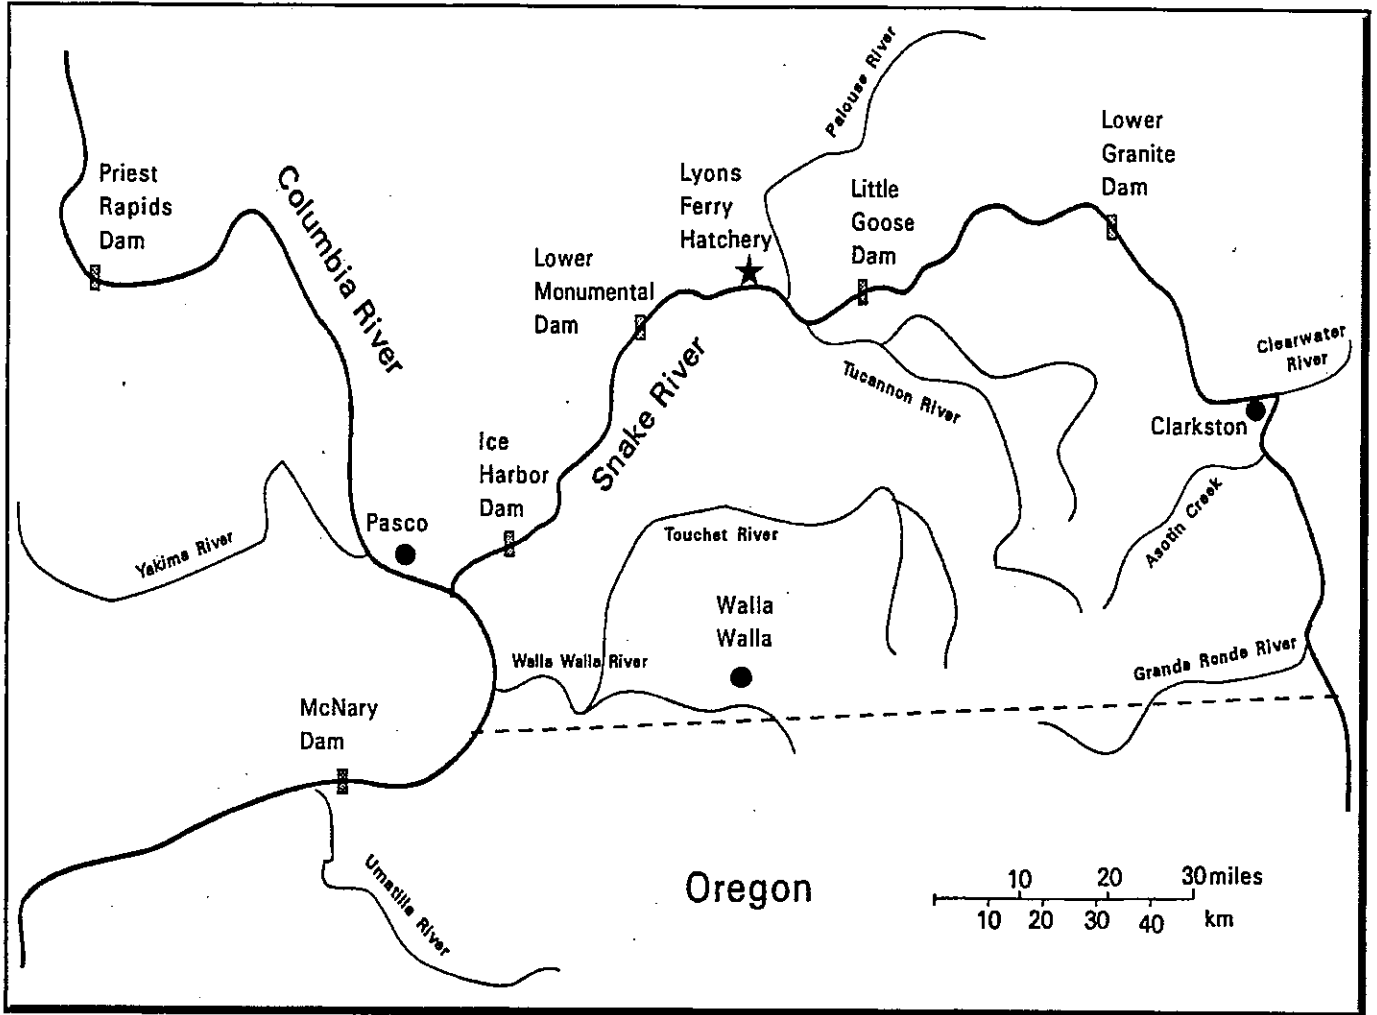 Palouse River
Lower
Granite
Dam
Priest
Rapids
Dam
Columbia River
Lyons
Ferry
Hatchery
Little
Goose
Dam
Lower
Monumental
Dam
Snake River
Clearwater
River
Tucannon River
Clarkston
Ice
Harbor
Dam
Asotin Creek
Pasco
Yakima River
Touchet River
Walla
Walla
Walla Walla River
Grande Ronde River
McNary
Dam
Umatilla River
Oregon
10 20 30 miles
10 20 30 40 km